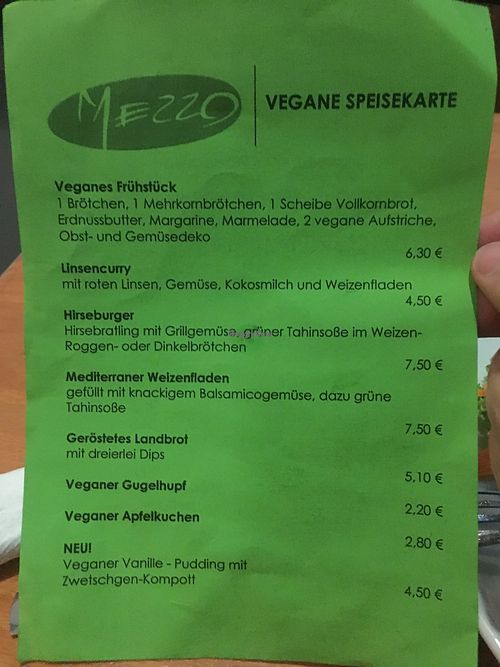 MEZZO
VEGANE SPEISEKARTE
Veganes Frühstück
1 Brötchen, 1 Mehrkornbrötchen, 1 Scheibe Vollkornbrot,
Erdnussbutter, Margarine, Marmelade, 2 vegane Aufstriche,
Obst- und Gemüsedeko
6,30 €
Linsencurry
mit roten Linsen, Gemüse, Kokosmilch und Weizenfladen
4,50 €
Hirseburger
Hirsebratling mit Grillgemüse, grüner Tahinsoße im Weizen-
Roggen- oder Dinkelbrötchen
7,50 €
Mediterraner Weizenfladen
gefüllt mit knackigem Balsamicogemüse, dazu grüne
Tahinsoße
7,50 €
Geröstetes Landbrot
mit dreierlei Dips
5,10 €
Veganer Gugelhupf
2,20 €
Veganer Apfelkuchen
2,80 €
NEU!
Veganer Vanille - Pudding mit
Zwetschgen-Kompott
4,50 €